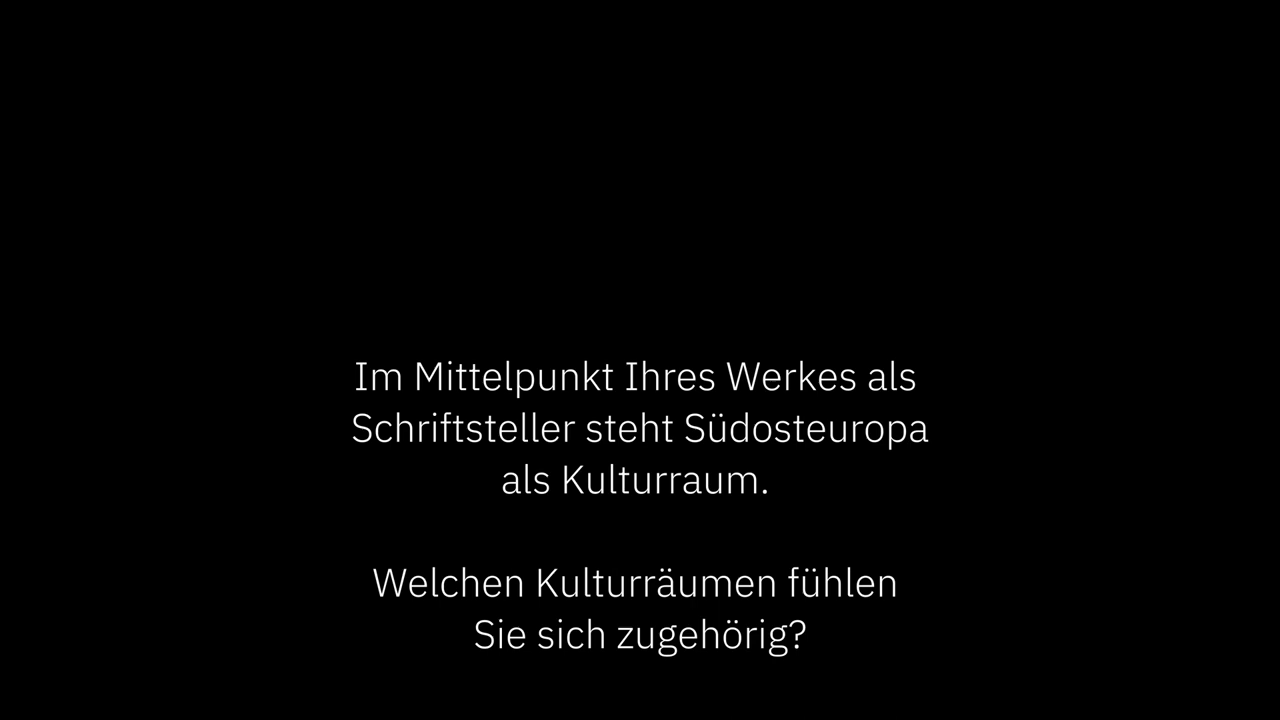 Im Mittelpunkt Ihres Werkes als
Schriftsteller steht Südosteuropa
als Kulturraum.
Welchen Kulturräumen fühlen
Sie sich zugehörig?